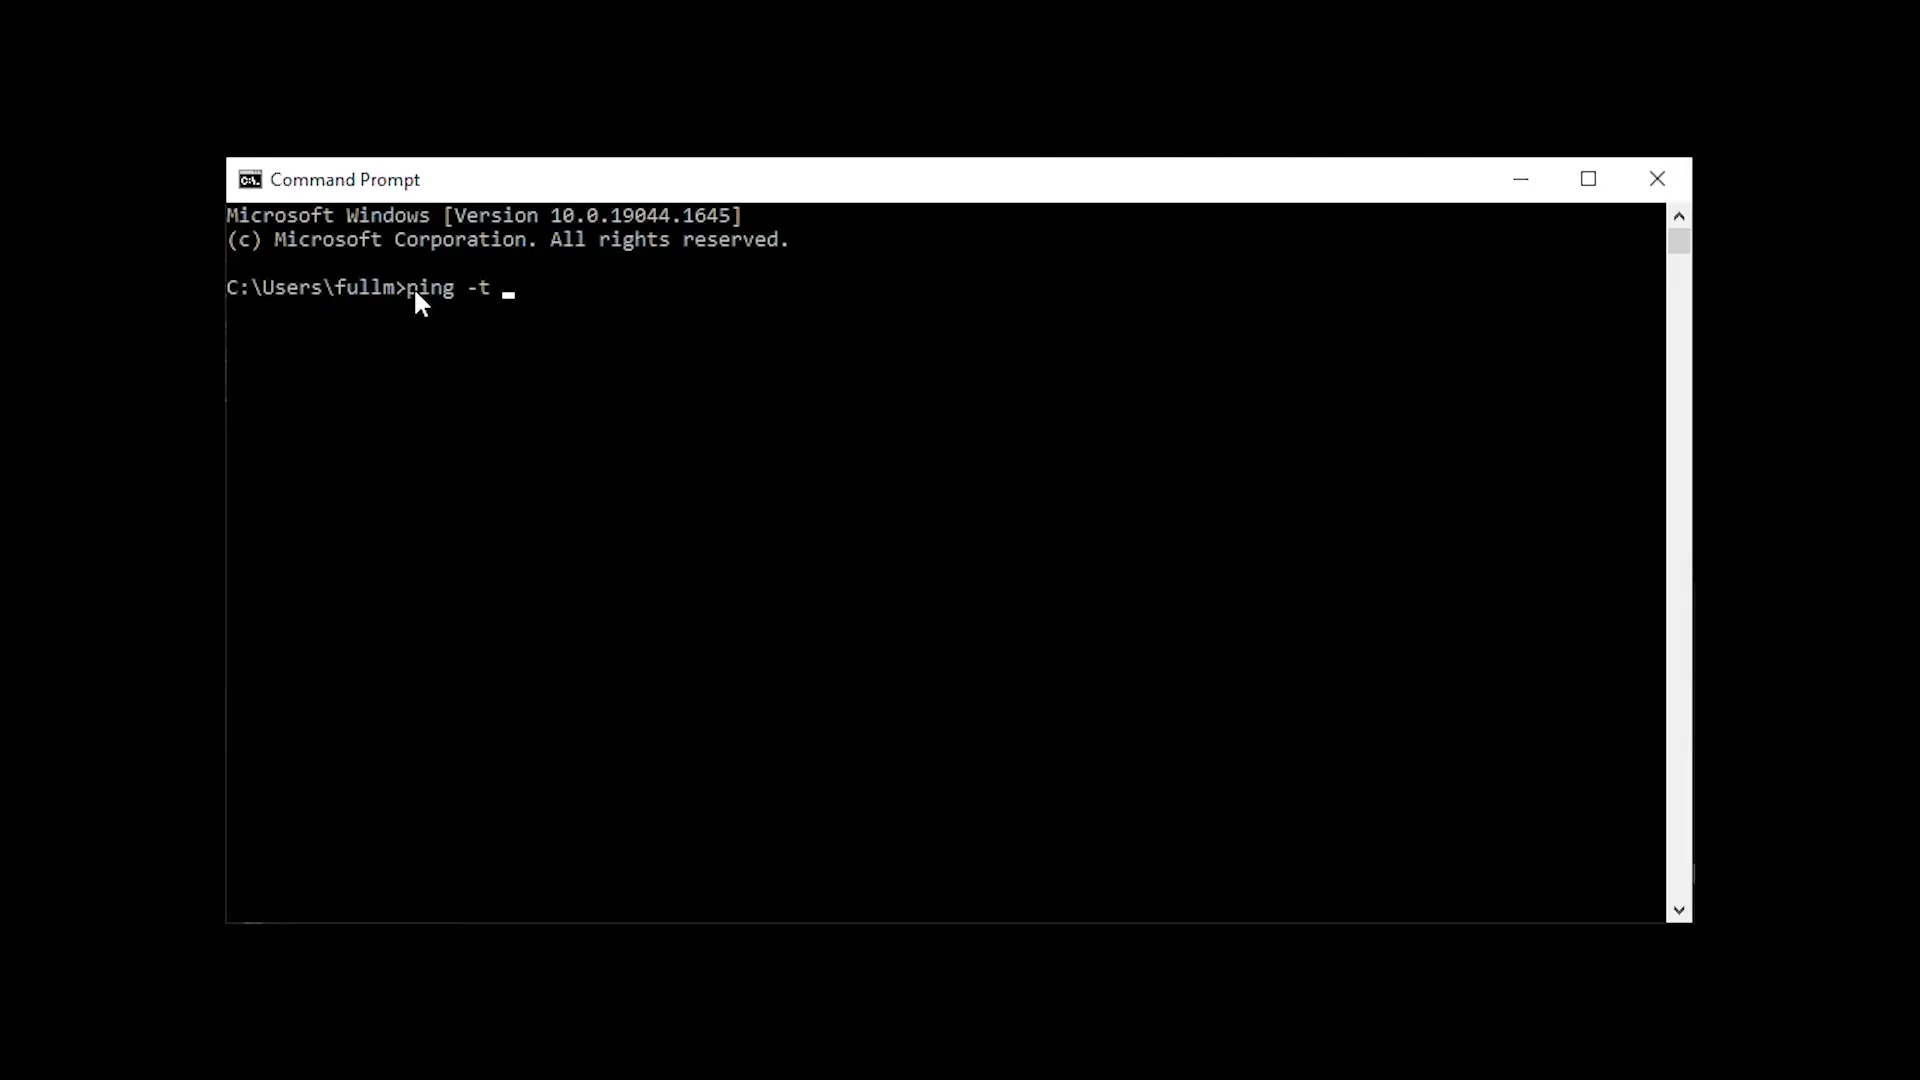 Command Prompt
Microsoft Windows [Version 10.0.19044.1645]
(c) Microsoft Corporation. All rights reserved.
C:\Users\fullm>ping -t